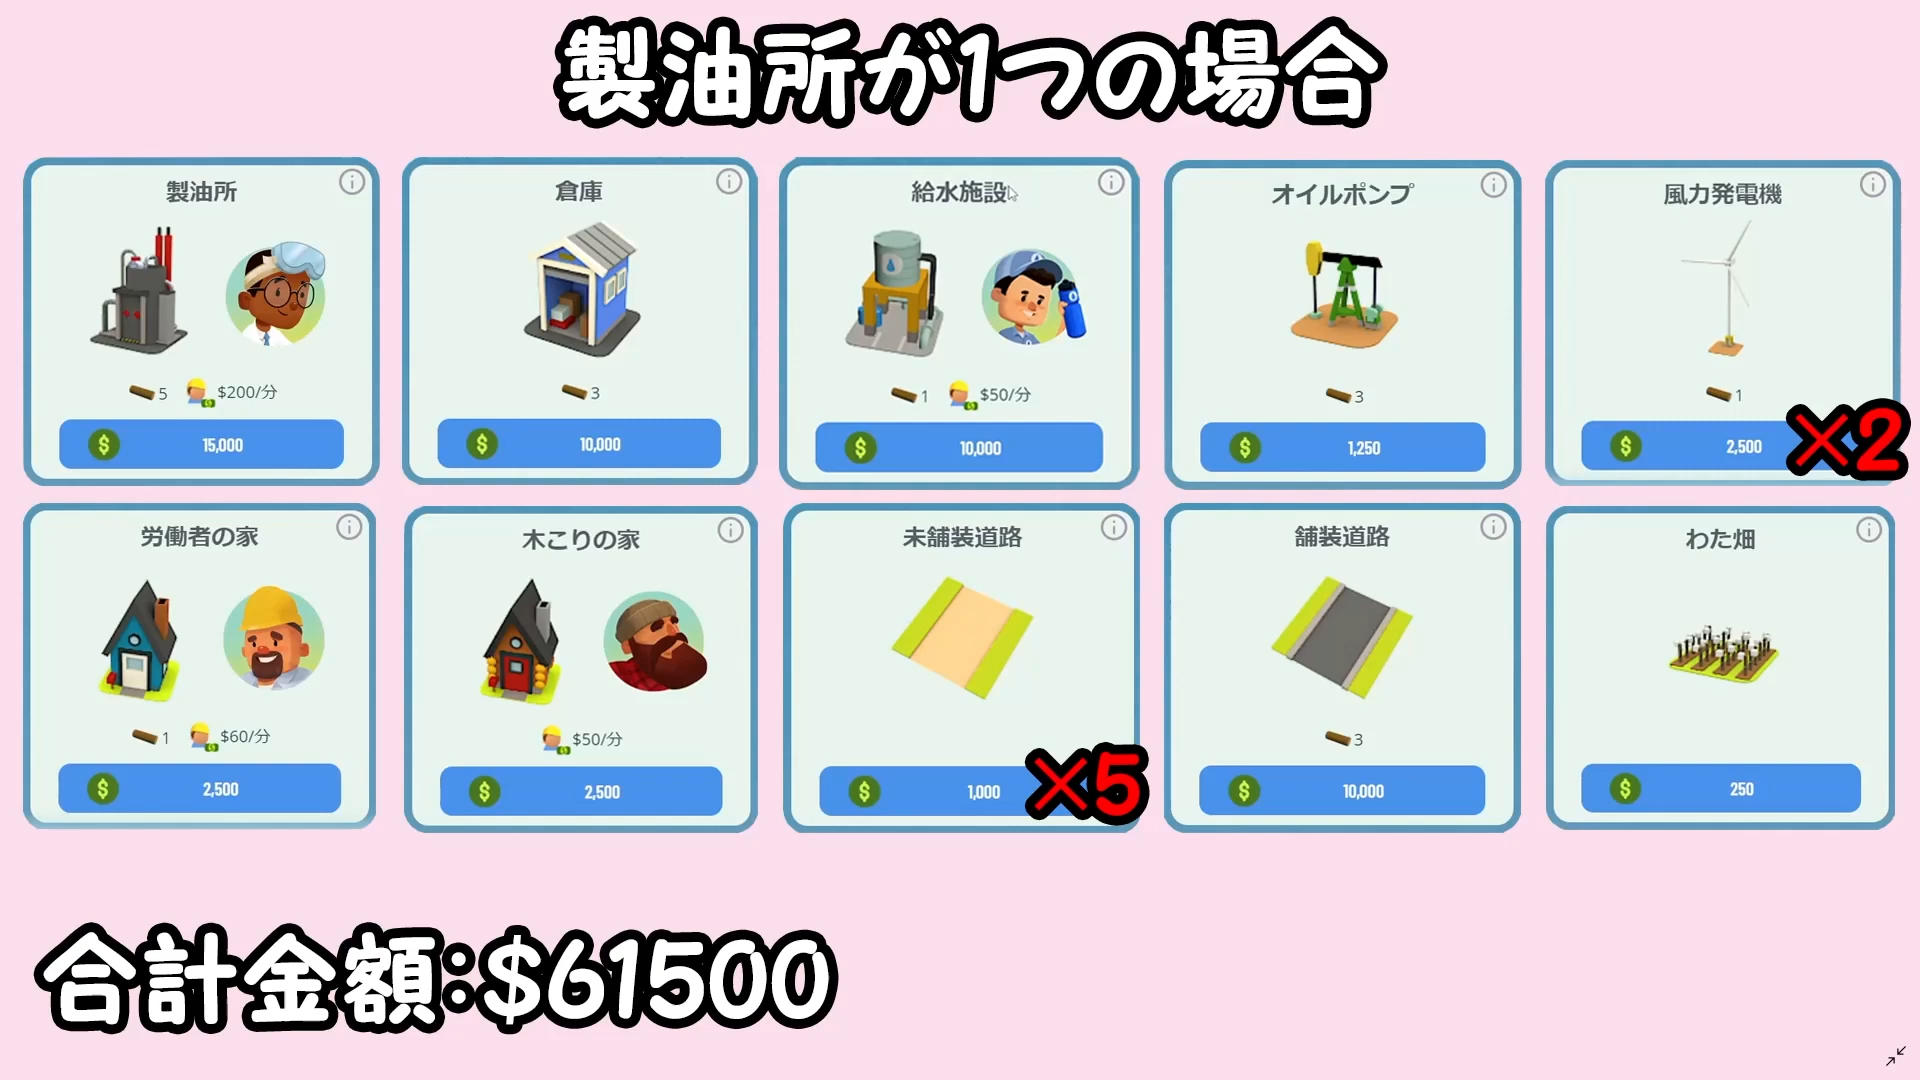 製油所が1つの場合
製油所
5 $200/分
15,000
倉庫
3
10,000
給水施設
1 $50/分
10,000
オイルポンプ
3
1,250
風力発電機
1
2,500
×2
労働者の家
1 $60/分
2,500
木こりの家
$50/分
2,500
未舗装道路
1,000
×5
舗装道路
3
10,000
わた畑
250
合計金額:$61500